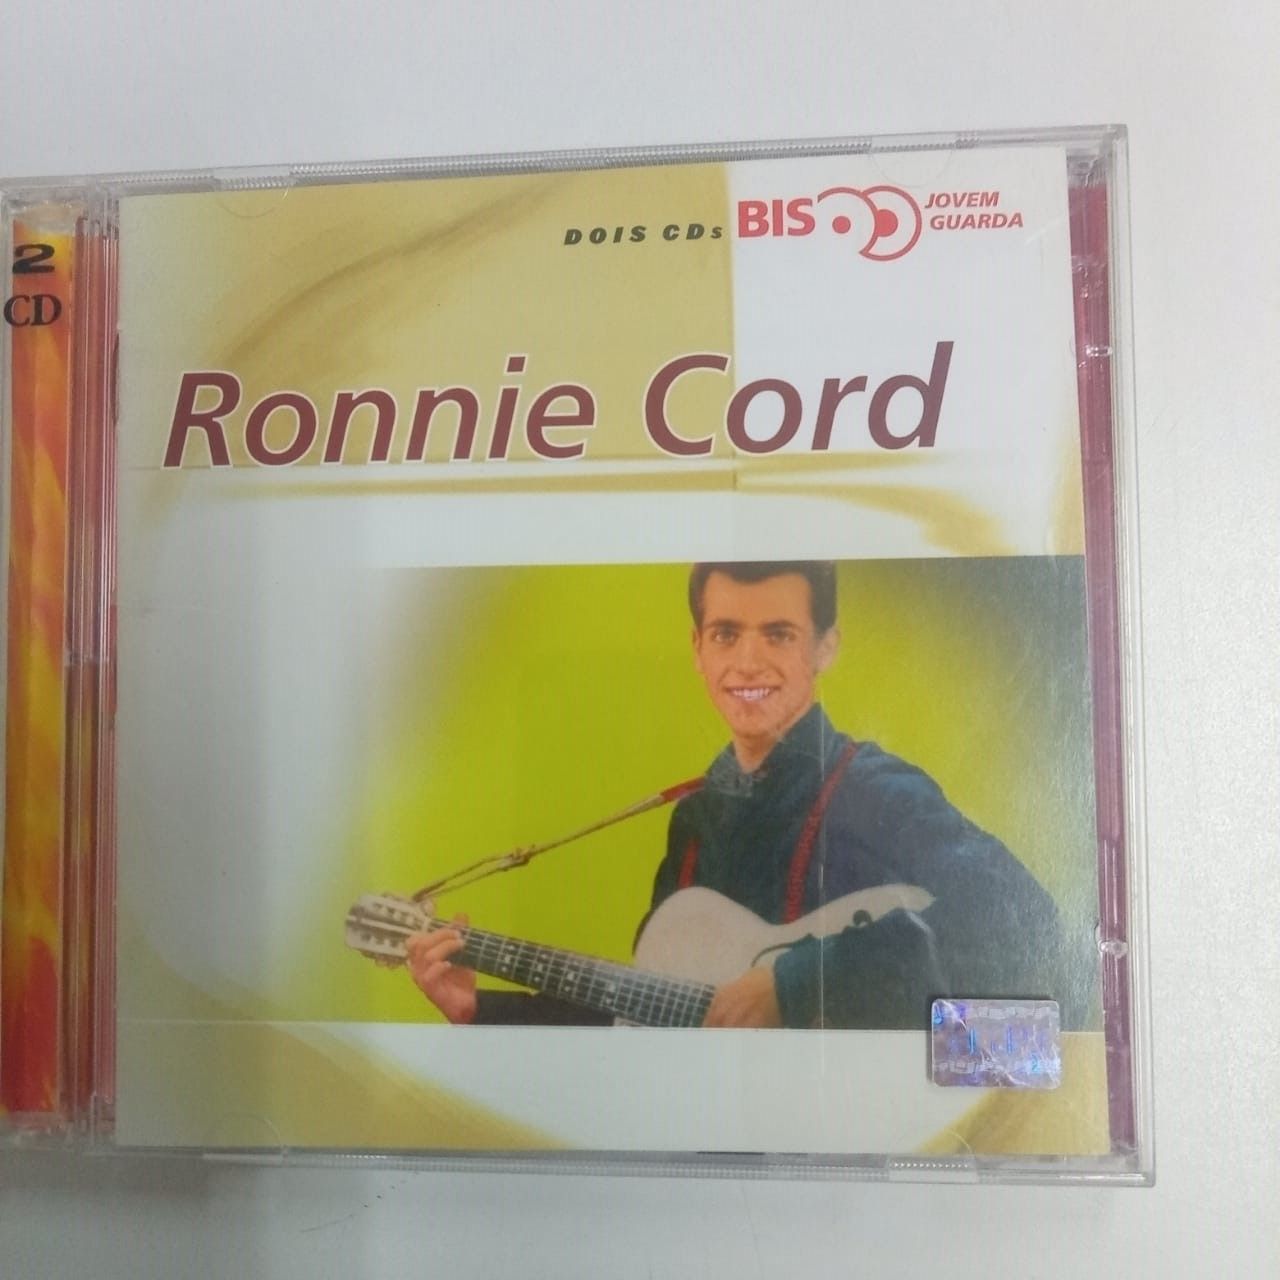 2
CD
DOIS CDs BIS JOVEM
GUARDA
Ronnie Cord